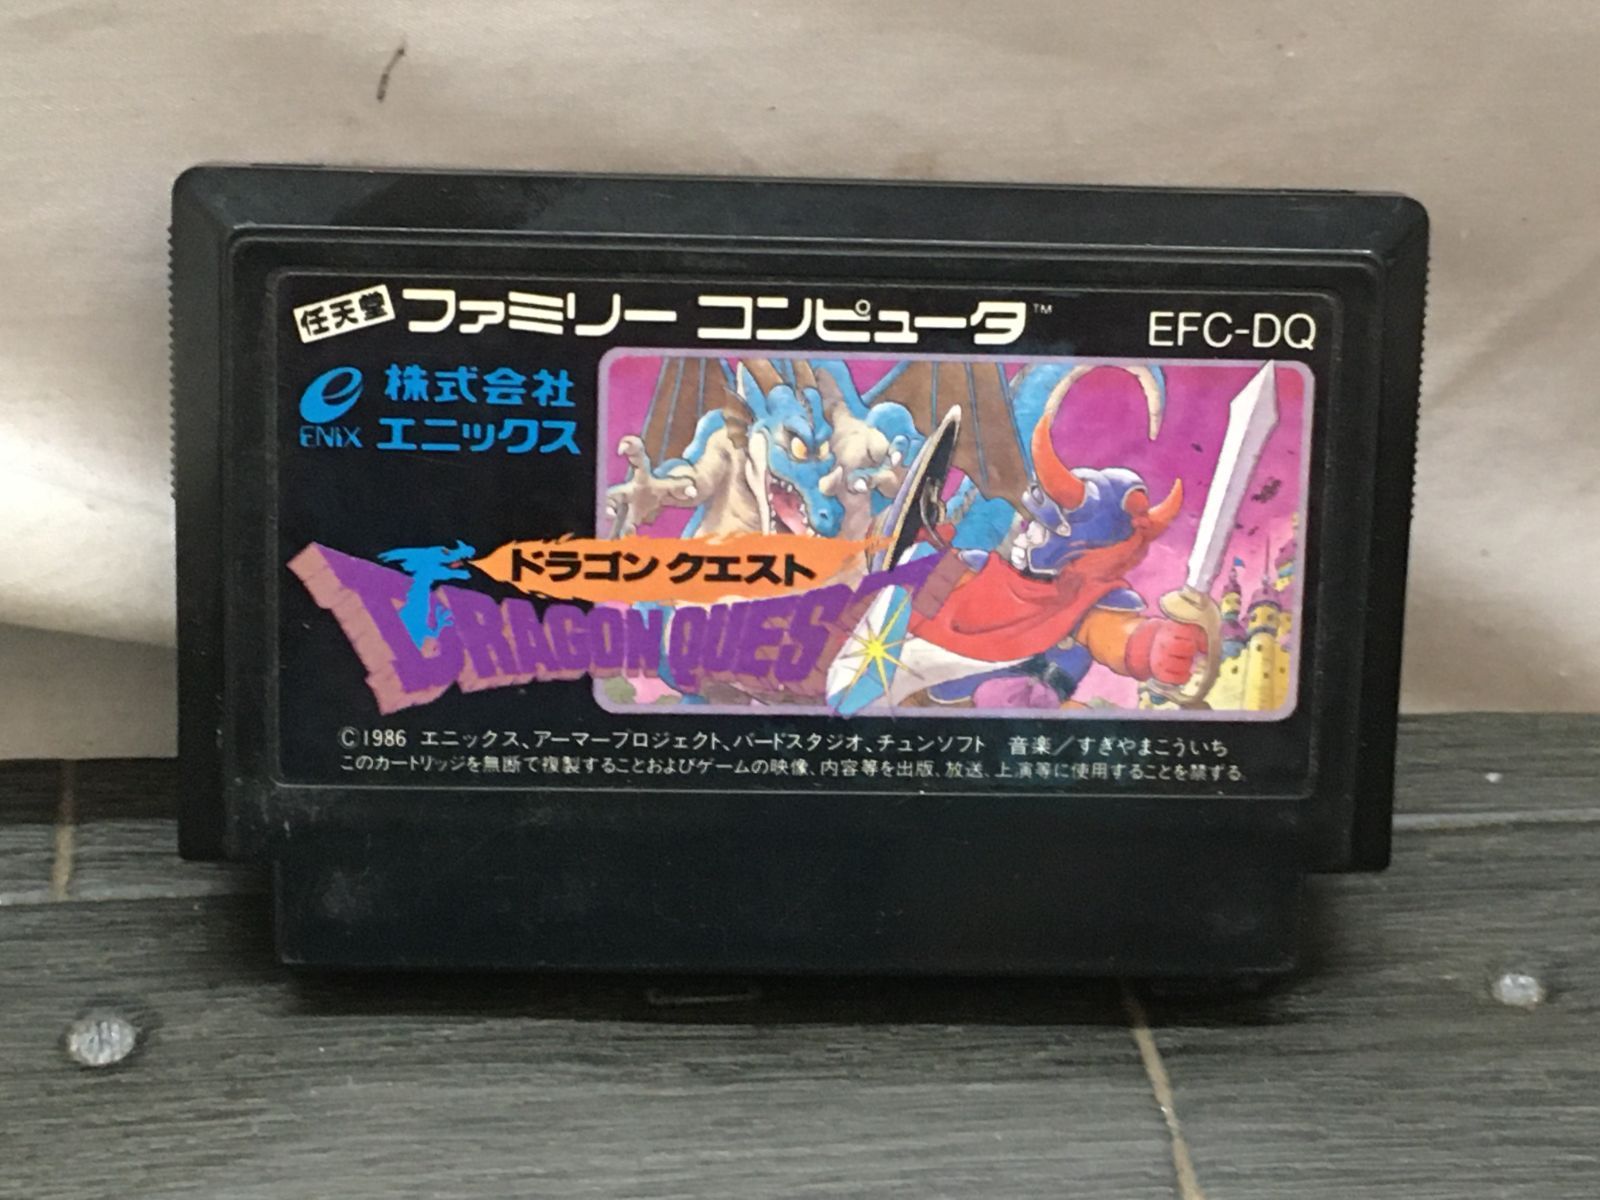 任天堂 ファミリー コンピュータ™ EFC-DQ
株式会社
ENIX エニックス
ドラゴン クエスト
DRAGON QUEST
©1986 エニックス、アーマープロジェクト、バードスタジオ、チュンソフト 音楽/すぎやまこういち
このカートリッジを無断で複製することおよびゲームの映像、内容等を出版、放送、上演等に使用することを禁ずる。